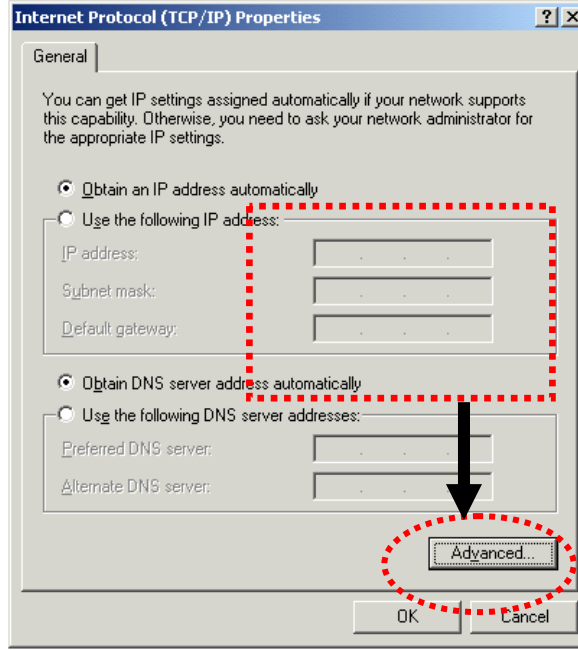 Internet Protocol (TCP/IP) Properties ? X
General
You can get IP settings assigned automatically if your network supports
this capability. Otherwise, you need to ask your network administrator for
the appropriate IP settings.
Obtain an IP address automatically
Use the following IP address:
IP address:
Subnet mask:
Default gateway:
Obtain DNS server address automatically
Use the following DNS server addresses:
Preferred DNS server:
Alternate DNS server:
Advanced...
OK Cancel